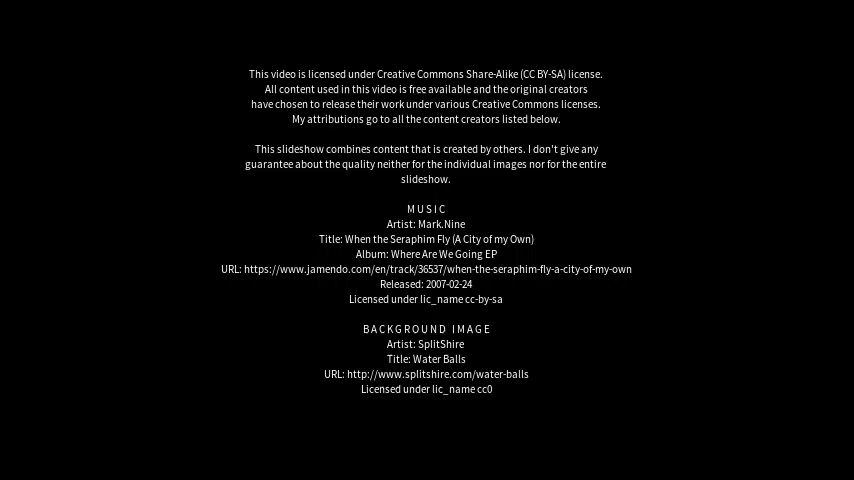 This video is licensed under Creative Commons Share-Alike (CC BY-SA) license.
All content used in this video is free available and the original creators
have chosen to release their work under various Creative Commons licenses.
My attributions go to all the content creators listed below.
This slideshow combines content that is created by others. I don't give any
guarantee about the quality neither for the individual images nor for the entire
slideshow.
MUSIC
Artist: Mark.Nine
Title: When the Seraphim Fly (A City of my Own)
Album: Where Are We Going EP
URL: https://www.jamendo.com/en/track/36537/when-the-seraphim-fly-a-city-of-my-own
Released: 2007-02-24
Licensed under lic_name cc-by-sa
BACKGROUND IMAGE
Artist: SplitShire
Title: Water Balls
URL: http://www.splitshire.com/water-balls
Licensed under lic_name cc0